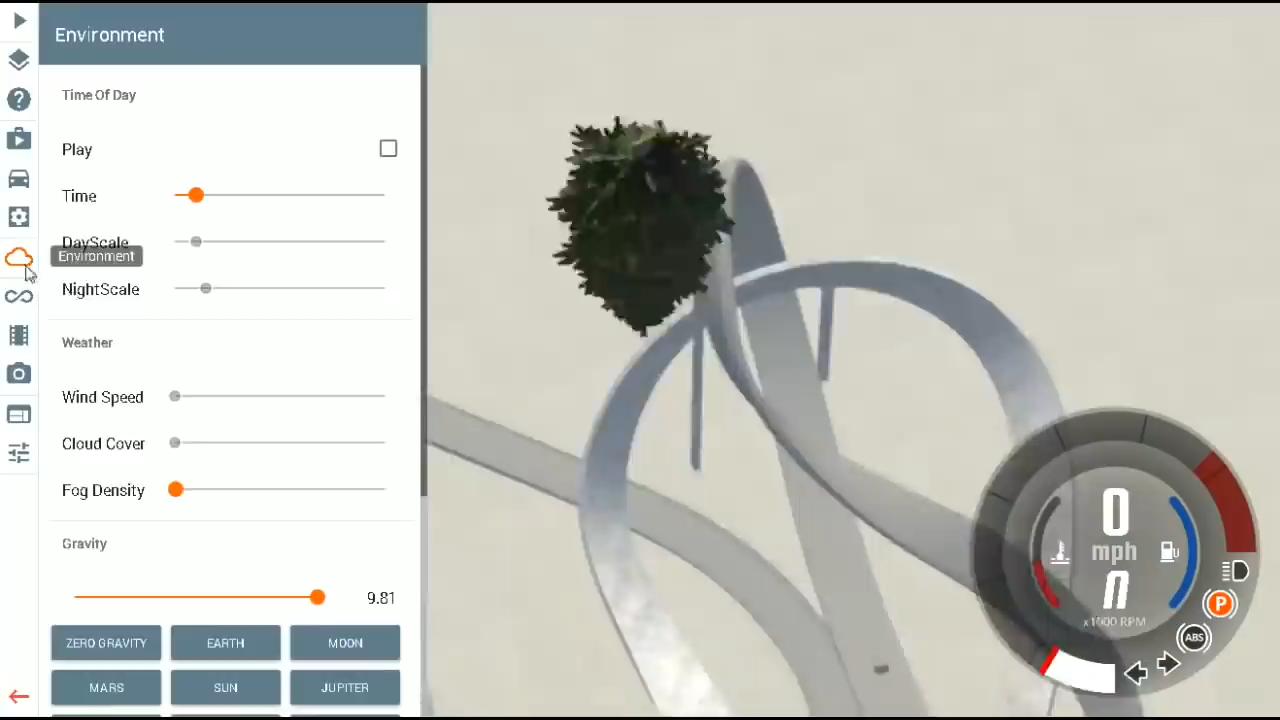 Environment
Time Of Day
Play
Time
DayScale
Environment
NightScale
Weather
Wind Speed
Cloud Cover
Fog Density
Gravity
9.81
ZERO GRAVITY EARTH MOON
MARS SUN JUPITER
0
mph
n
x1000 RPM
P
ABS